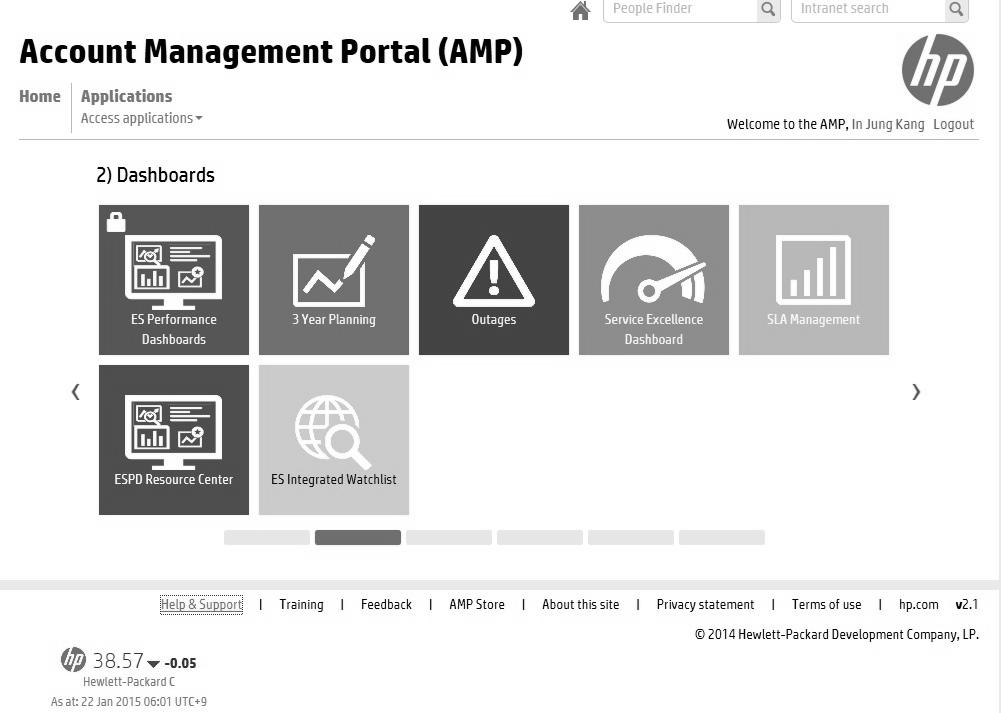 People Finder
Intranet search
Account Management Portal (AMP)
hp
Home
Applications
Access applications
Welcome to the AMP, In Jung Kang Logout
2) Dashboards
ES Performance
Dashboards
3 Year Planning
Outages
Service Excellence
Dashboard
SLA Management
ESPD Resource Center
ES Integrated Watchlist
Help & Support | Training | Feedback | AMP Store | About this site | Privacy statement | Terms of use | hp.com v2.1
© 2014 Hewlett-Packard Development Company, LP.
hp 38.57 -0.05
Hewlett-Packard C
As at: 22 Jan 2015 06:01 UTC+9